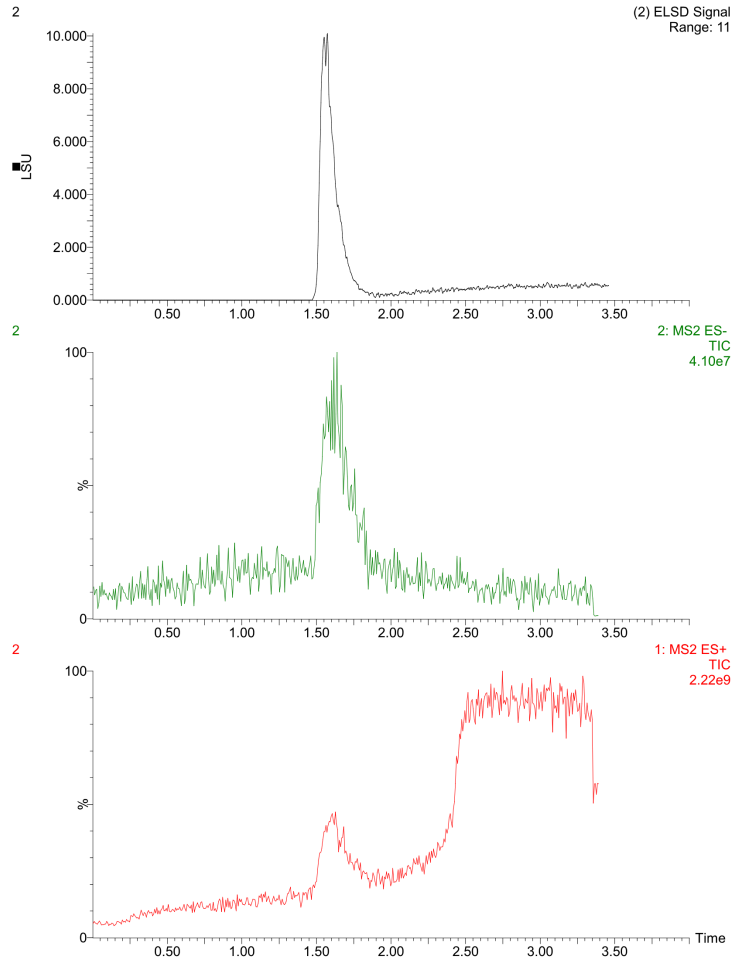 2
(2) ELSD Signal
Range: 11
10.000
8.000
6.000
4.000
2.000
0.000
LSU
0.50 1.00 1.50 2.00 2.50 3.00 3.50
2
2: MS2 ES-
TIC
4.10e7
100
%
0
0.50 1.00 1.50 2.00 2.50 3.00 3.50
2
1: MS2 ES+
TIC
2.22e9
100
%
0
0.50 1.00 1.50 2.00 2.50 3.00 3.50
Time